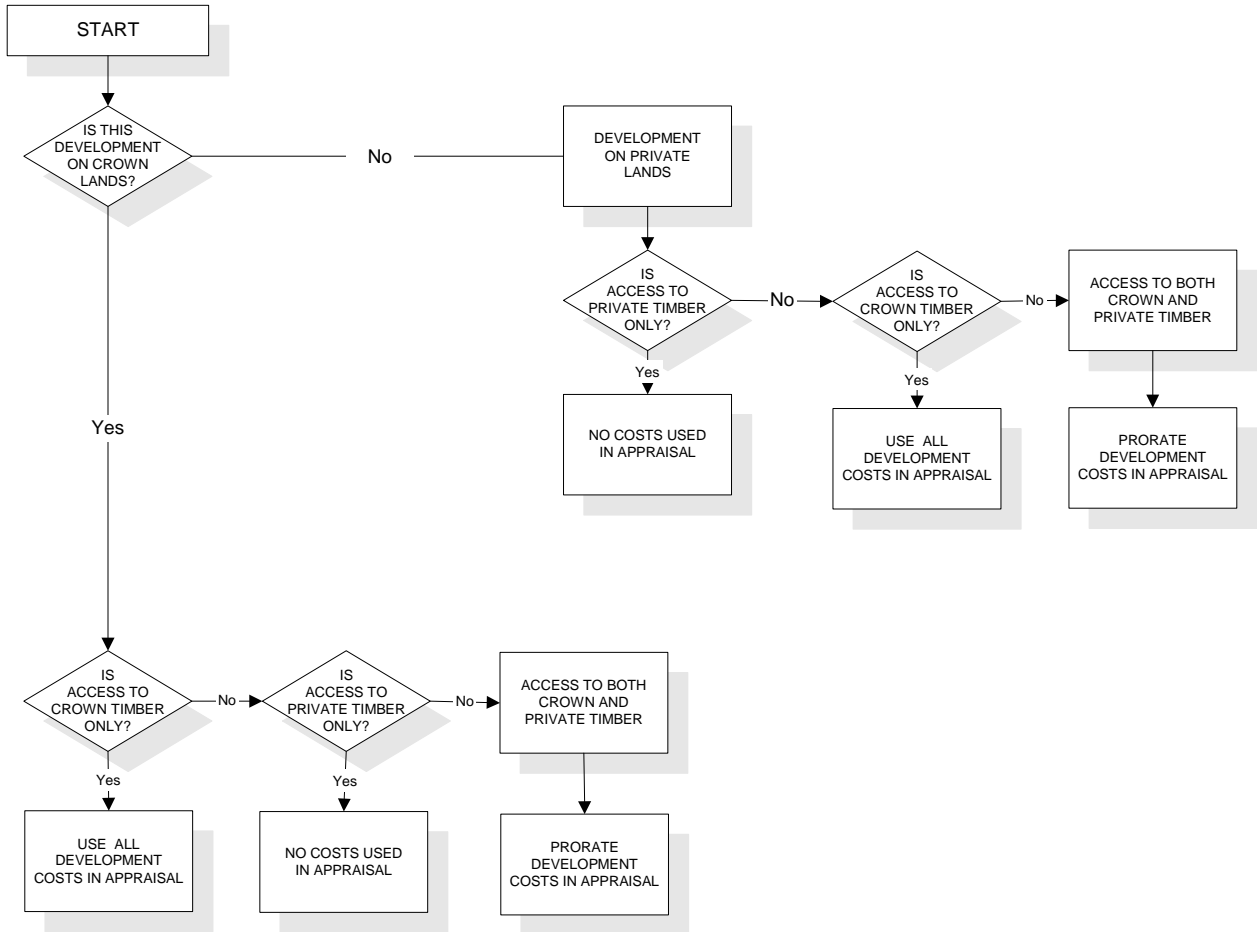 START
IS THIS
DEVELOPMENT
ON CROWN
LANDS?
No
DEVELOPMENT
ON PRIVATE
LANDS
IS
ACCESS TO
PRIVATE TIMBER
ONLY?
No
IS
ACCESS TO
CROWN TIMBER
ONLY?
No
ACCESS TO BOTH
CROWN AND
PRIVATE TIMBER
Yes
Yes
NO COSTS USED
IN APPRAISAL
USE ALL
DEVELOPMENT
COSTS IN APPRAISAL
PRORATE
DEVELOPMENT
COSTS IN APPRAISAL
Yes
IS
ACCESS TO
CROWN TIMBER
ONLY?
No
IS
ACCESS TO
PRIVATE TIMBER
ONLY?
No
ACCESS TO BOTH
CROWN AND
PRIVATE TIMBER
Yes
Yes
USE ALL
DEVELOPMENT
COSTS IN APPRAISAL
NO COSTS USED
IN APPRAISAL
PRORATE
DEVELOPMENT
COSTS IN APPRAISAL